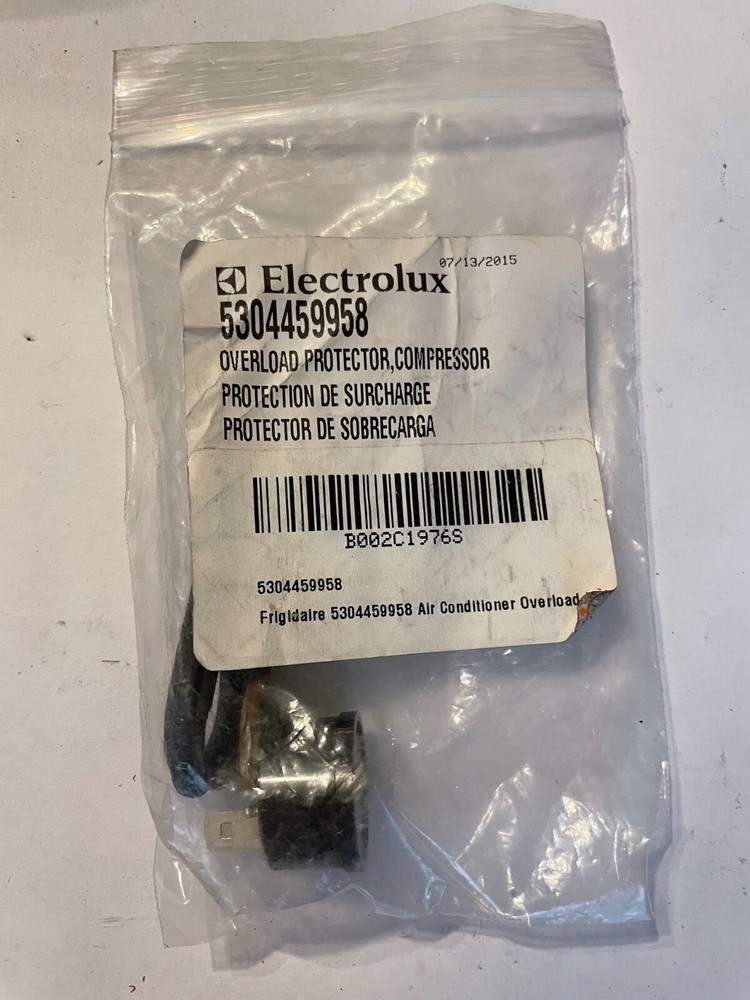 07/13/2015
Electrolux
5304459958
OVERLOAD PROTECTOR,COMPRESSOR
PROTECTION DE SURCHARGE
PROTECTOR DE SOBRECARGA
B002C1976S
5304459958
Frigidaire 5304459958 Air Conditioner Overload